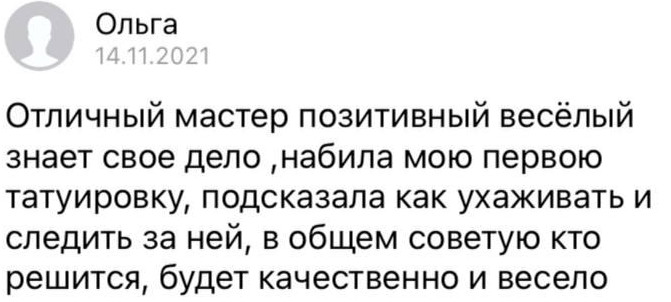 Ольга
14.11.2021
Отличный мастер позитивный весёлый
знает свое дело ,набила мою первою
татуировку, подсказала как ухаживать и
следить за ней, в общем советую кто
решится, будет качественно и весело